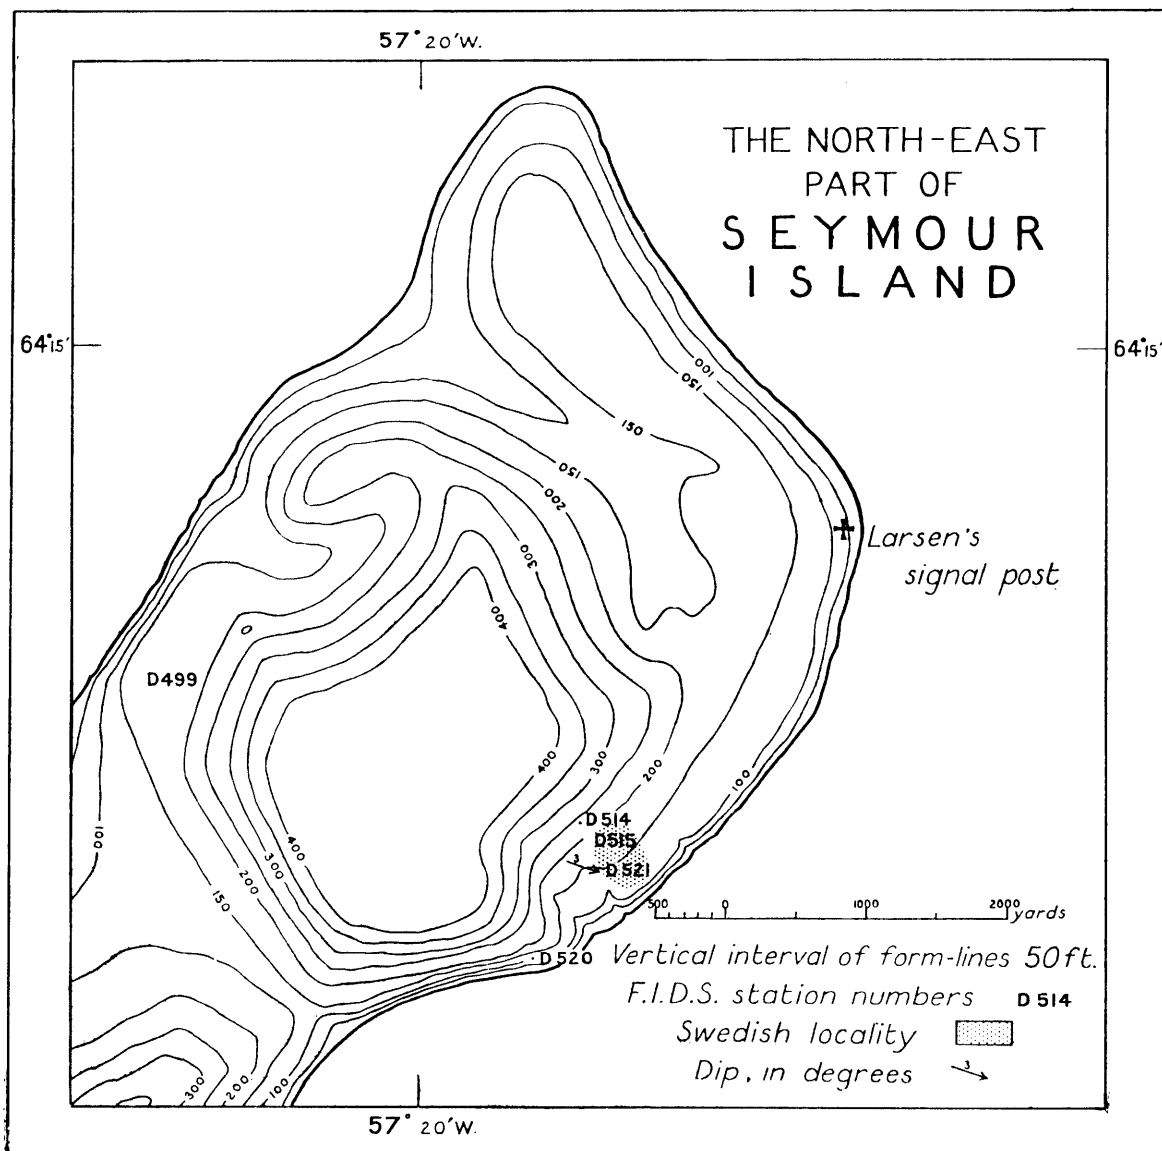 57° 20'W.
THE NORTH-EAST
PART OF
SEYMOUR
ISLAND
64°15'
64°15'
100
150
150
150
200
300
400
Larsen's
signal post
0
D499
400
300
200
100
100
D514
D515
3
D521
400
300
200
150
500 0 1000 2000 yards
D520
Vertical interval of form-lines 50ft.
F.I.D.S. station numbers D 514
Swedish locality
Dip, in degrees 3
300
200
100
57° 20'W.